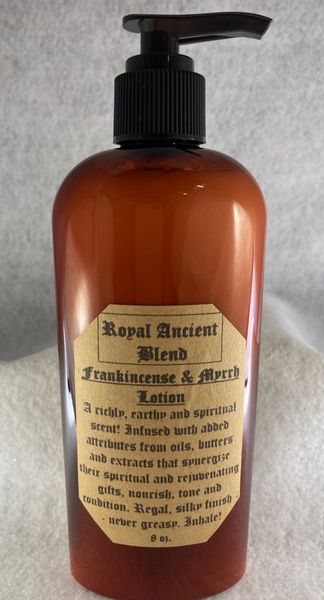 Royal Ancient
Blend
Frankincense & Myrrh
Lotion
A richly, earthy and spiritual
scent! Infused with added
attributes from oils, butters
and extracts that synergize
their spiritual and rejuvenating
gifts, nourish, tone and
condition. Regal, silky finish
- never greasy. Inhale!
8 oz.